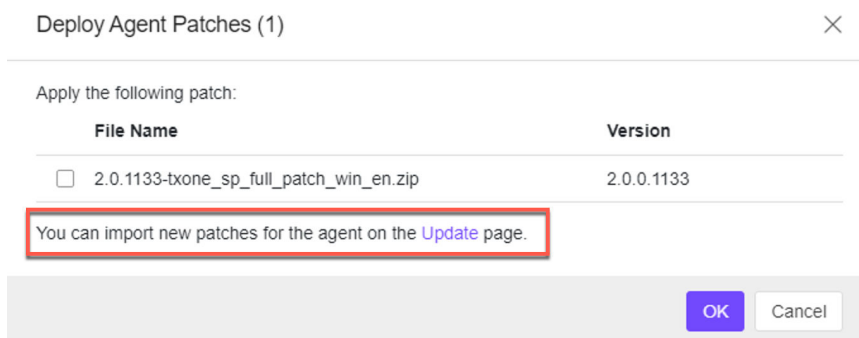 Deploy Agent Patches (1)
Apply the following patch:
File Name Version
2.0.1133-txone_sp_full_patch_win_en.zip 2.0.0.1133
You can import new patches for the agent on the Update page.
OK Cancel